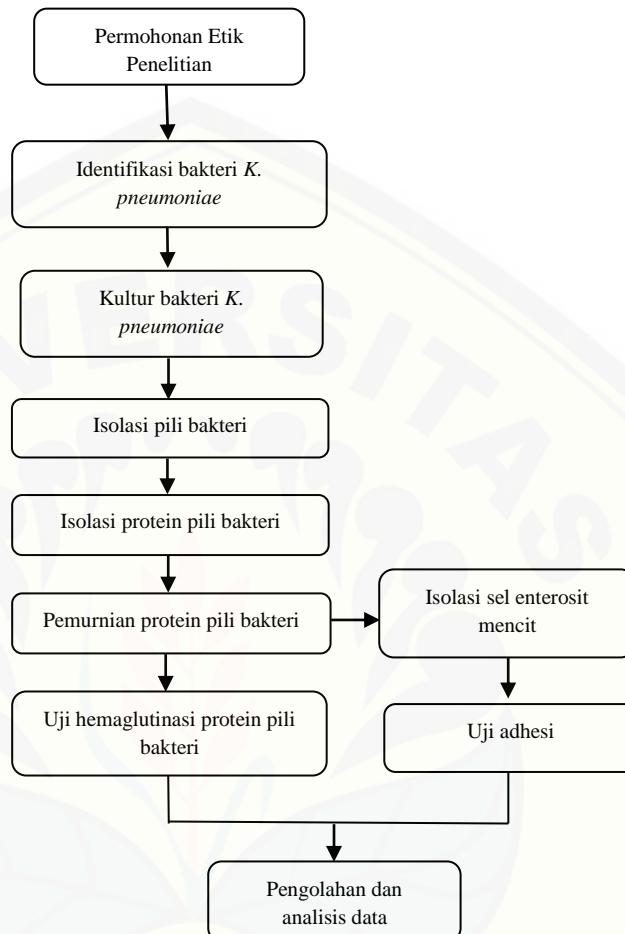 Permohonan Etik
Penelitian
Identifikasi bakteri K.
pneumoniae
Kultur bakteri K.
pneumoniae
Isolasi pili bakteri
Isolasi protein pili bakteri
Pemurnian protein pili bakteri
Isolasi sel enterosit
mencit
Uji hemaglutinasi protein pili
bakteri
Uji adhesi
Pengolahan dan
analisis data
VERSITAS